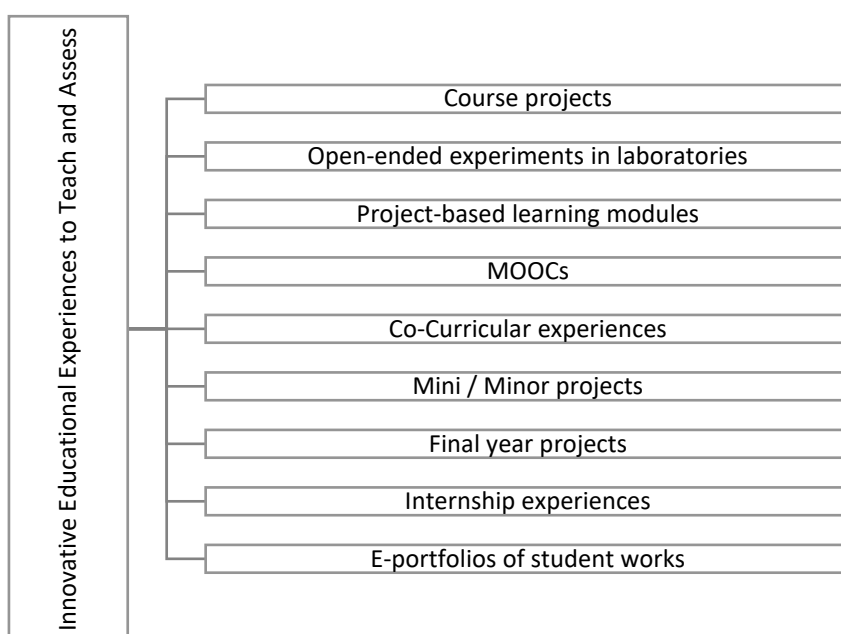 Innovative Educational Experiences to Teach and Assess
Course projects
Open-ended experiments in laboratories
Project-based learning modules
MOOCs
Co-Curricular experiences
Mini / Minor projects
Final year projects
Internship experiences
E-portfolios of student works